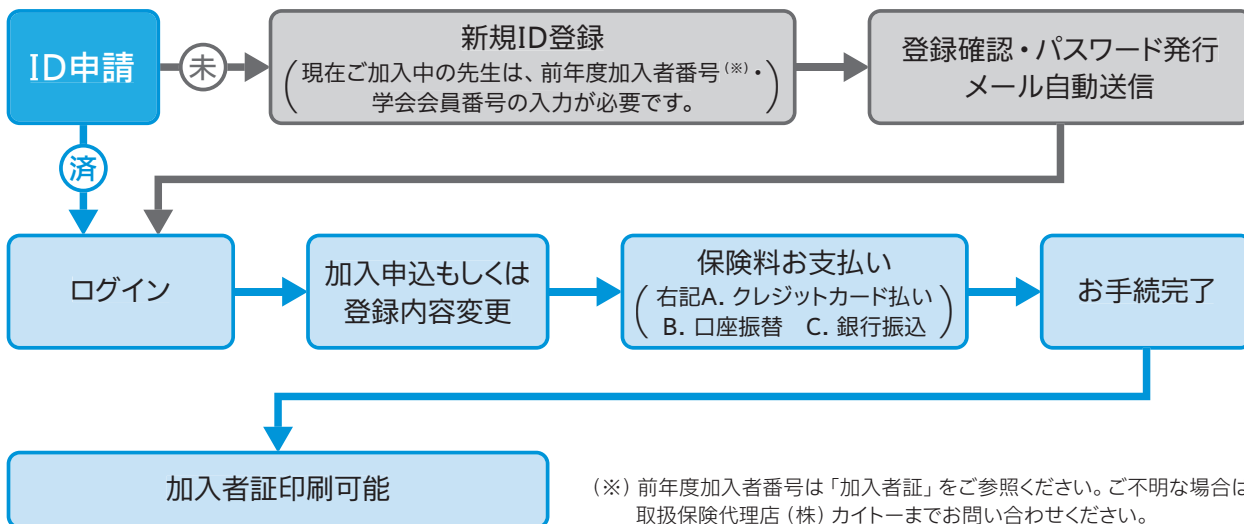 ID申請
未
新規ID登録
(現在ご加入中の先生は、前年度加入者番号(※)・
学会会員番号の入力が必要です。)
登録確認・パスワード発行
メール自動送信
済
ログイン
加入申込もしくは
登録内容変更
保険料お支払い
(右記A. クレジットカード払い
B. 口座振替 C. 銀行振込)
お手続完了
加入者証印刷可能
(※)前年度加入者番号は「加入者証」をご参照ください。ご不明な場合は
取扱保険代理店(株)カイトーまでお問い合わせください。